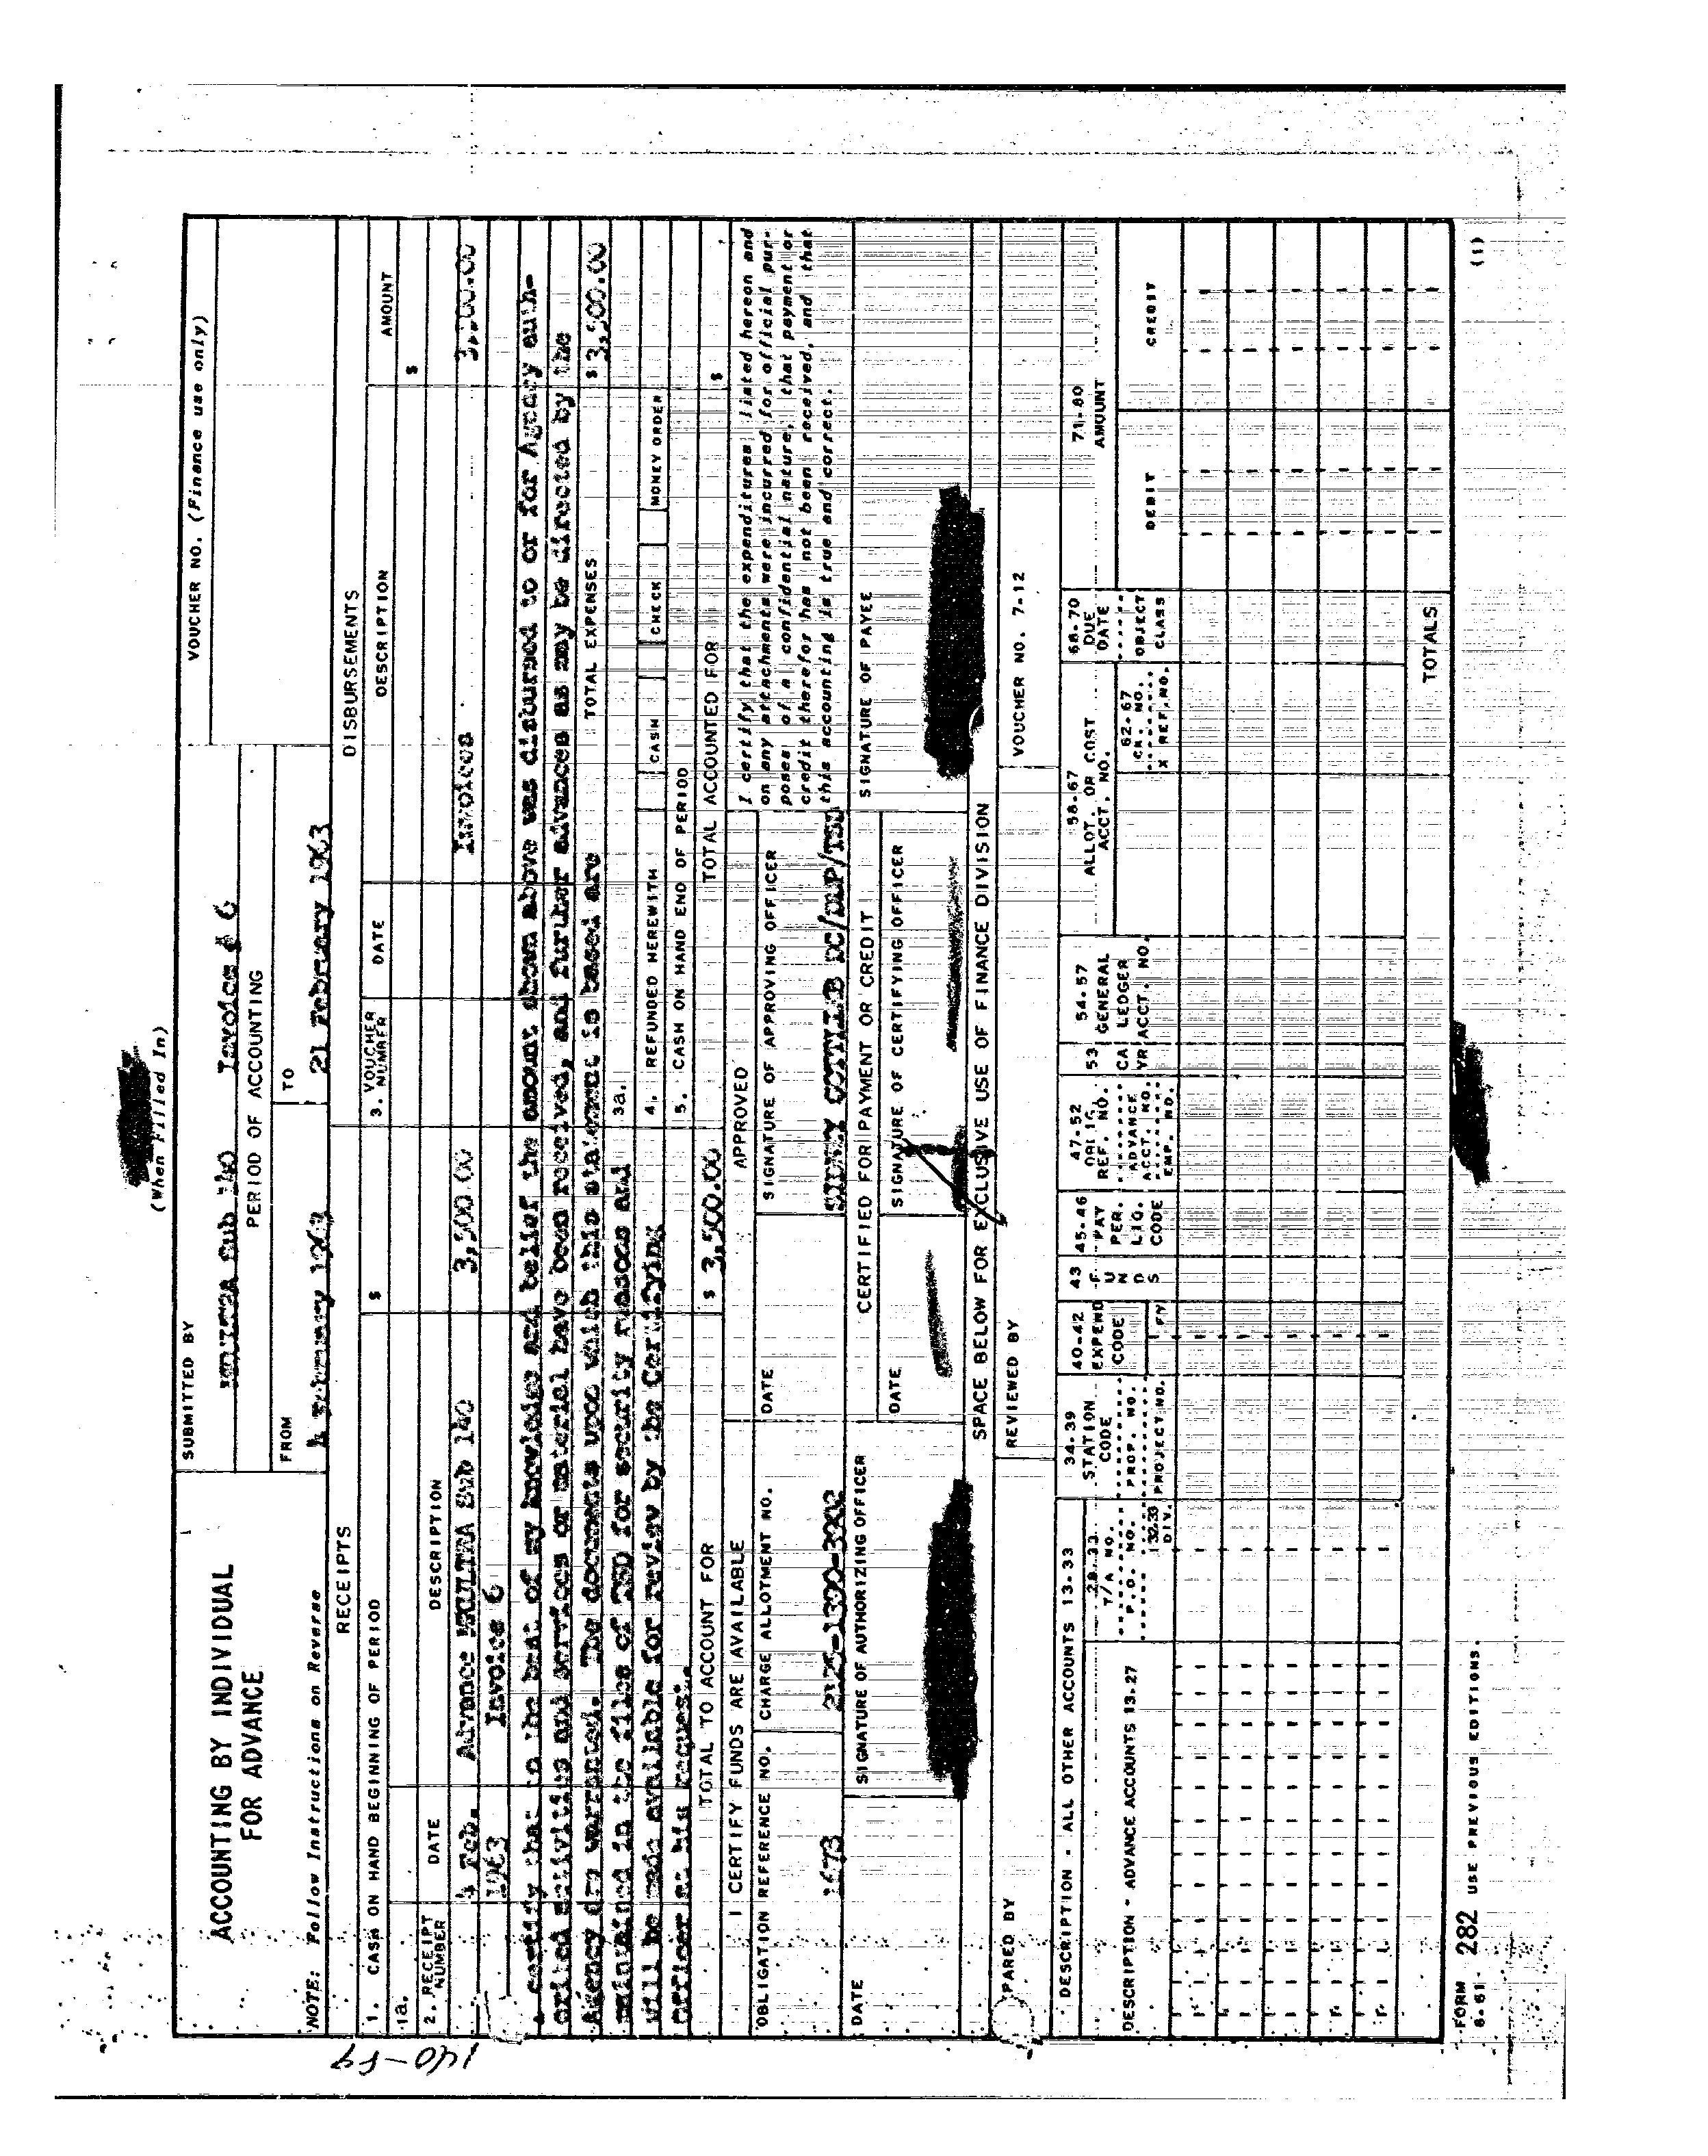 (When Filled In)
ACCOUNTING BY INDIVIDUAL
FOR ADVANCE
NOTE: Follow Instructions on Reverse
SUBMITTED BY
MKULTRA Sub 140 Invoice # 6
VOUCHER NO. (Finance use only)
PERIOD OF ACCOUNTING
FROM
4 February 1963
TO
21 February 1963
RECEIPTS
DISBURSEMENTS
1. CASH ON HAND BEGINNING OF PERIOD
$
3. VOUCHER NUMBER
DATE
DESCRIPTION
AMOUNT
1a.
$
2. RECEIPT NUMBER
DATE
DESCRIPTION
4 Feb. 1963
Advance MKULTRA Sub 140
Invoice 6
3,500.00
Invoices
3,500.00
I certify that to the best of my knowledge and belief the amount shown above was disbursed to or for Agency auth-
orized activities and services or material have been received, and further advances as may be directed by the
Agency are warranted. The documents upon which this statement is based are
maintained in the files of TSD for security reasons and
will be made available for review by the Certifying
Officer at his request.
TOTAL EXPENSES
$ 3,500.00
3a.
4. REFUNDED HEREWITH
CASH
CHECK
MONEY ORDER
5. CASH ON HAND END OF PERIOD
TOTAL TO ACCOUNT FOR
$ 3,500.00
TOTAL ACCOUNTED FOR
$
I CERTIFY FUNDS ARE AVAILABLE
APPROVED
I certify that the expenditures listed hereon and
on any attachments were incurred for official pur-
poses of a confidential nature, that payment or
credit therefor has not been received, and that
this accounting is true and correct.
OBLIGATION REFERENCE NO.
1673
CHARGE ALLOTMENT NO.
DATE
SIGNATURE OF APPROVING OFFICER
SIDNEY GOTTLIEB DC/DDP/TSD
CERTIFIED FOR PAYMENT OR CREDIT
DATE
SIGNATURE OF AUTHORIZING OFFICER
DATE
SIGNATURE OF CERTIFYING OFFICER
SIGNATURE OF PAYEE
SPACE BELOW FOR EXCLUSIVE USE OF FINANCE DIVISION
PARED BY
REVIEWED BY
VOUCHER NO. 7-12
DESCRIPTION - ALL OTHER ACCOUNTS 13-33
DESCRIPTION - ADVANCE ACCOUNTS 13-27
T/A NO.
P.O. NO.
32-33
DIV.
34-39
STATION
CODE
PROP. NO.
PROJECT NO.
40-42
EXPEND
CODE
FY
43
F
U
N
D
S
45-46
PAY
PER.
LIQ.
CODE
47-52
REF. NO.
ADVANCE
ACCT. NO.
EMP. NO.
53
CA
YR
54-57
GENERAL
LEDGER
ACCT. NO.
58-67
ALLOT. OR COST
ACCT. NO.
62-67
CK. NO.
X REF. NO.
68-70
DUE
DATE
OBJECT
CLASS
71-80
AMOUNT
DEBIT
CREDIT
TOTALS
FORM
8-61
282
USE PREVIOUS EDITIONS.
(1)
140-59